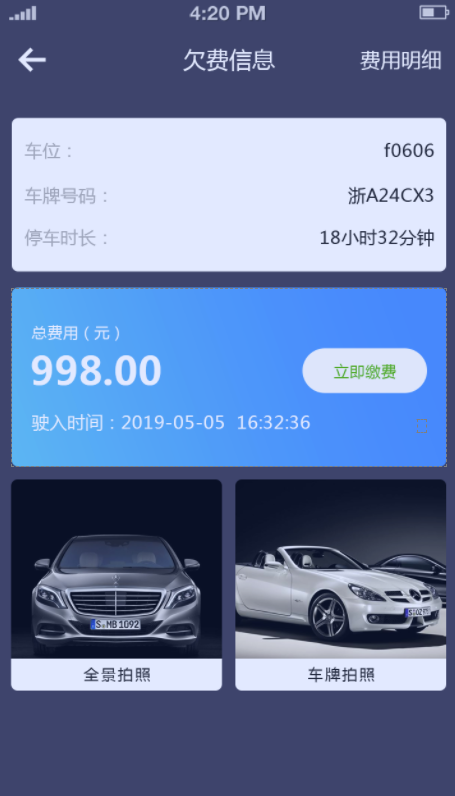 4:20 PM
欠费信息
费用明细
车位：
f0606
车牌号码：
浙A24CX3
停车时长：
18小时32分钟
总费用（元）
998.00
立即缴费
驶入时间：2019-05-05 16:32:36
S MB 1092
全景拍照
车牌拍照